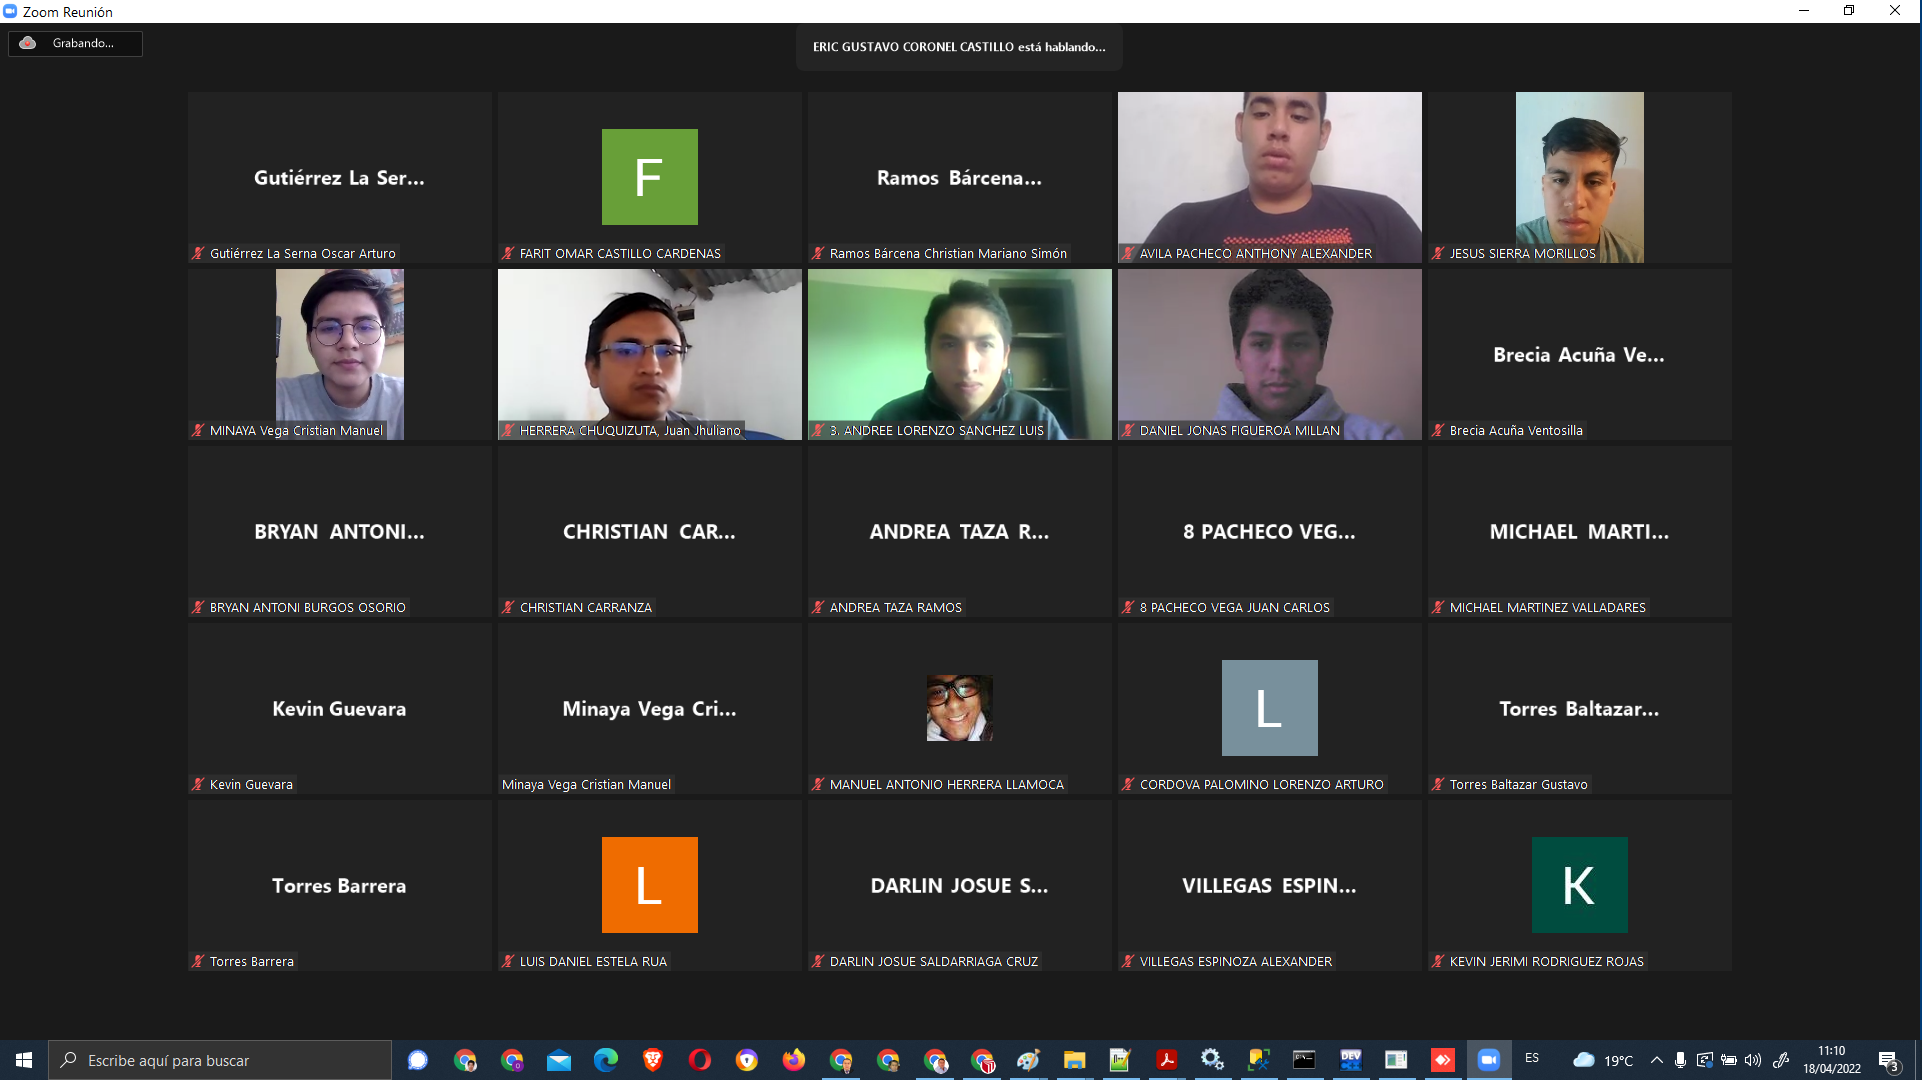 Zoom Reunión
Grabando...
ERIC GUSTAVO CORONEL CASTILLO está hablando...
Gutiérrez La Ser...
F
Ramos Bárcena...
Gutiérrez La Serna Oscar Arturo
FARIT OMAR CASTILLO CARDENAS
Ramos Bárcena Christian Mariano Simón
AVILA PACHECO ANTHONY ALEXANDER
JESUS SIERRA MORILLOS
Brecia Acuña Ve...
MINAYA Vega Cristian Manuel
HERRERA CHUQUIZUTA, Juan Jhuliano
3. ANDREE LORENZO SANCHEZ LUIS
DANIEL JONAS FIGUEROA MILLAN
Brecia Acuña Ventosilla
BRYAN ANTONI...
CHRISTIAN CAR...
ANDREA TAZA R...
8 PACHECO VEG...
MICHAEL MARTI...
BRYAN ANTONI BURGOS OSORIO
CHRISTIAN CARRANZA
ANDREA TAZA RAMOS
8 PACHECO VEGA JUAN CARLOS
MICHAEL MARTINEZ VALLADARES
Kevin Guevara
Minaya Vega Cri...
L
Torres Baltazar...
Kevin Guevara
Minaya Vega Cristian Manuel
MANUEL ANTONIO HERRERA LLAMOCA
CORDOVA PALOMINO LORENZO ARTURO
Torres Baltazar Gustavo
Torres Barrera
L
DARLIN JOSUE S...
VILLEGAS ESPIN...
K
Torres Barrera
LUIS DANIEL ESTELA RUA
DARLIN JOSUE SALDARRIAGA CRUZ
VILLEGAS ESPINOZA ALEXANDER
KEVIN JERIMI RODRIGUEZ ROJAS
Escribe aquí para buscar
DEV
ES
19°C
11:10
18/04/2022
3